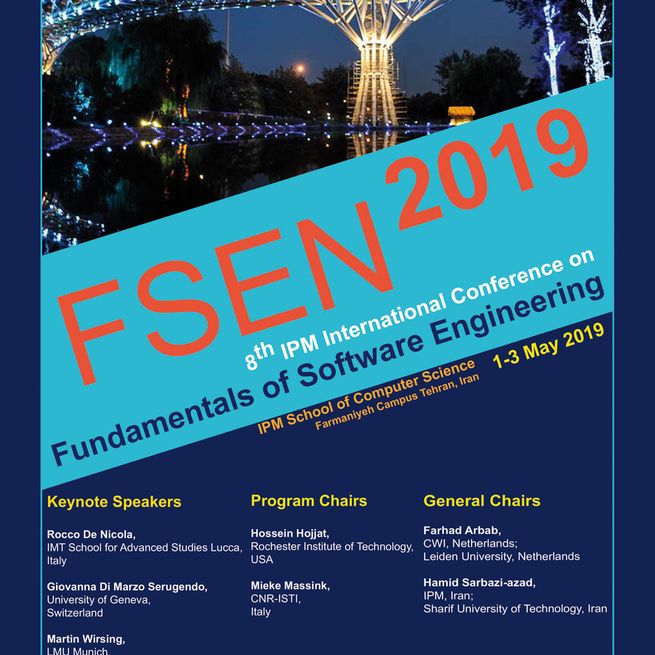 FSEN 2019
8th IPM International Conference on
Fundamentals of Software Engineering
IPM School of Computer Science
Farmaniyeh Campus Tehran, Iran
1-3 May 2019
Keynote Speakers
Rocco De Nicola,
IMT School for Advanced Studies Lucca,
Italy
Giovanna Di Marzo Serugendo,
University of Geneva,
Switzerland
Martin Wirsing,
LMU Munich,
Program Chairs
Hossein Hojjat,
Rochester Institute of Technology,
USA
Mieke Massink,
CNR-ISTI,
Italy
General Chairs
Farhad Arbab,
CWI, Netherlands;
Leiden University, Netherlands
Hamid Sarbazi-azad,
IPM, Iran;
Sharif University of Technology, Iran